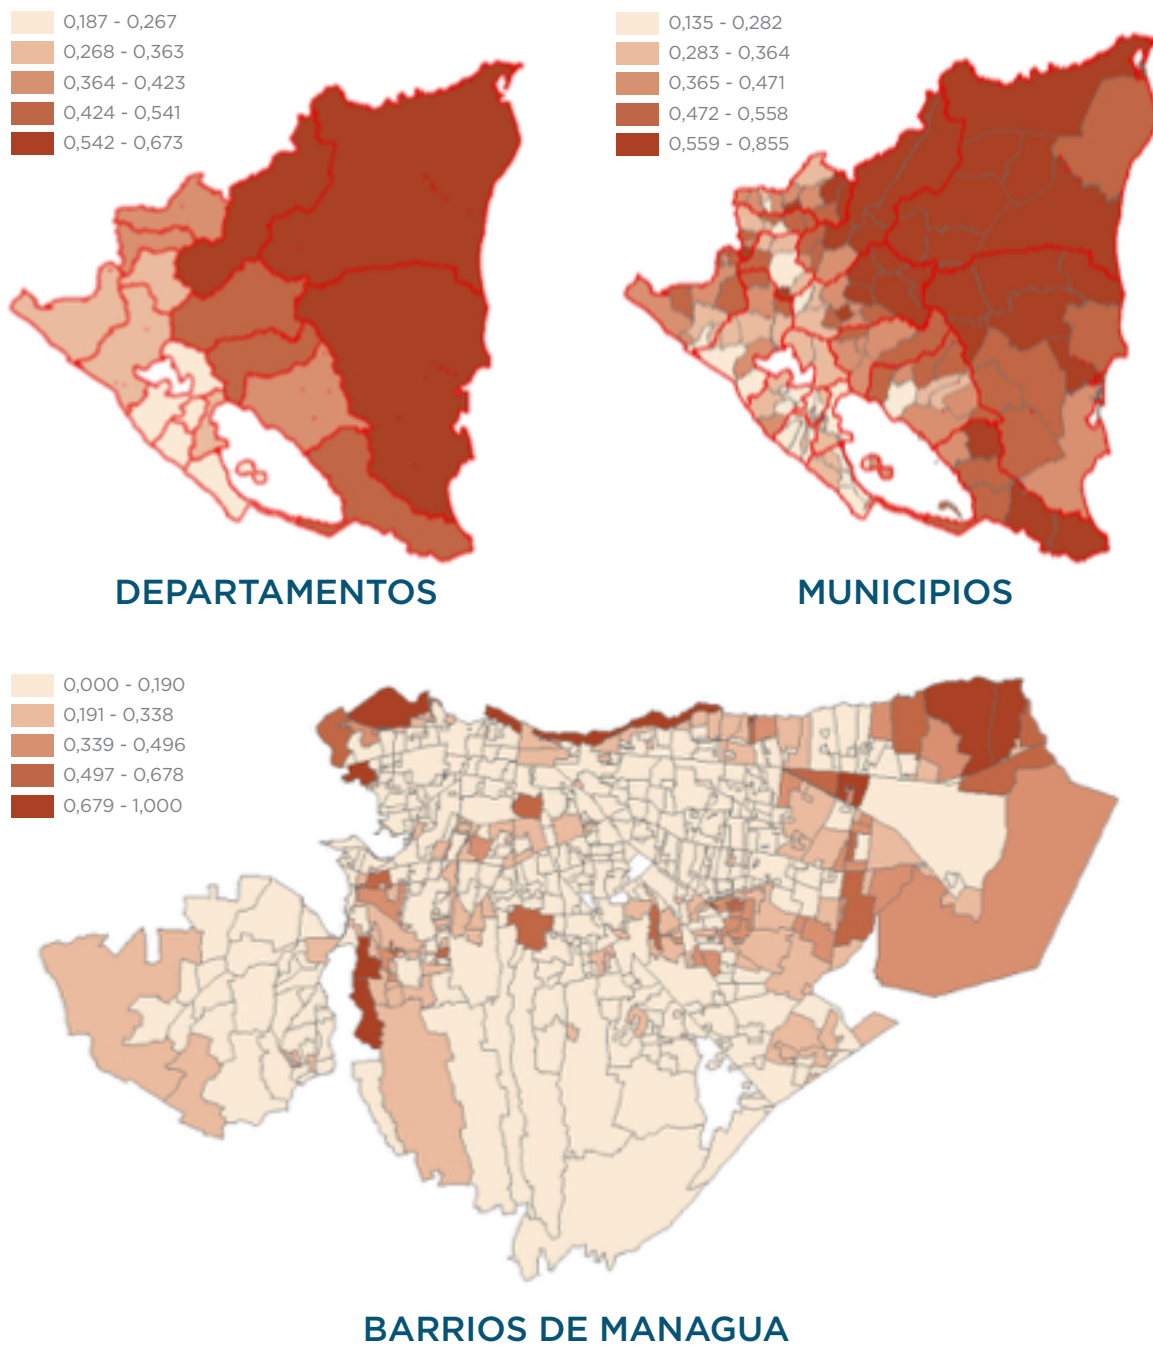 0,187 - 0,267
0,268 - 0,363
0,364 - 0,423
0,424 - 0,541
0,542 - 0,673
DEPARTAMENTOS
0,135 - 0,282
0,283 - 0,364
0,365 - 0,471
0,472 - 0,558
0,559 - 0,855
MUNICIPIOS
0,000 - 0,190
0,191 - 0,338
0,339 - 0,496
0,497 - 0,678
0,679 - 1,000
BARRIOS DE MANAGUA